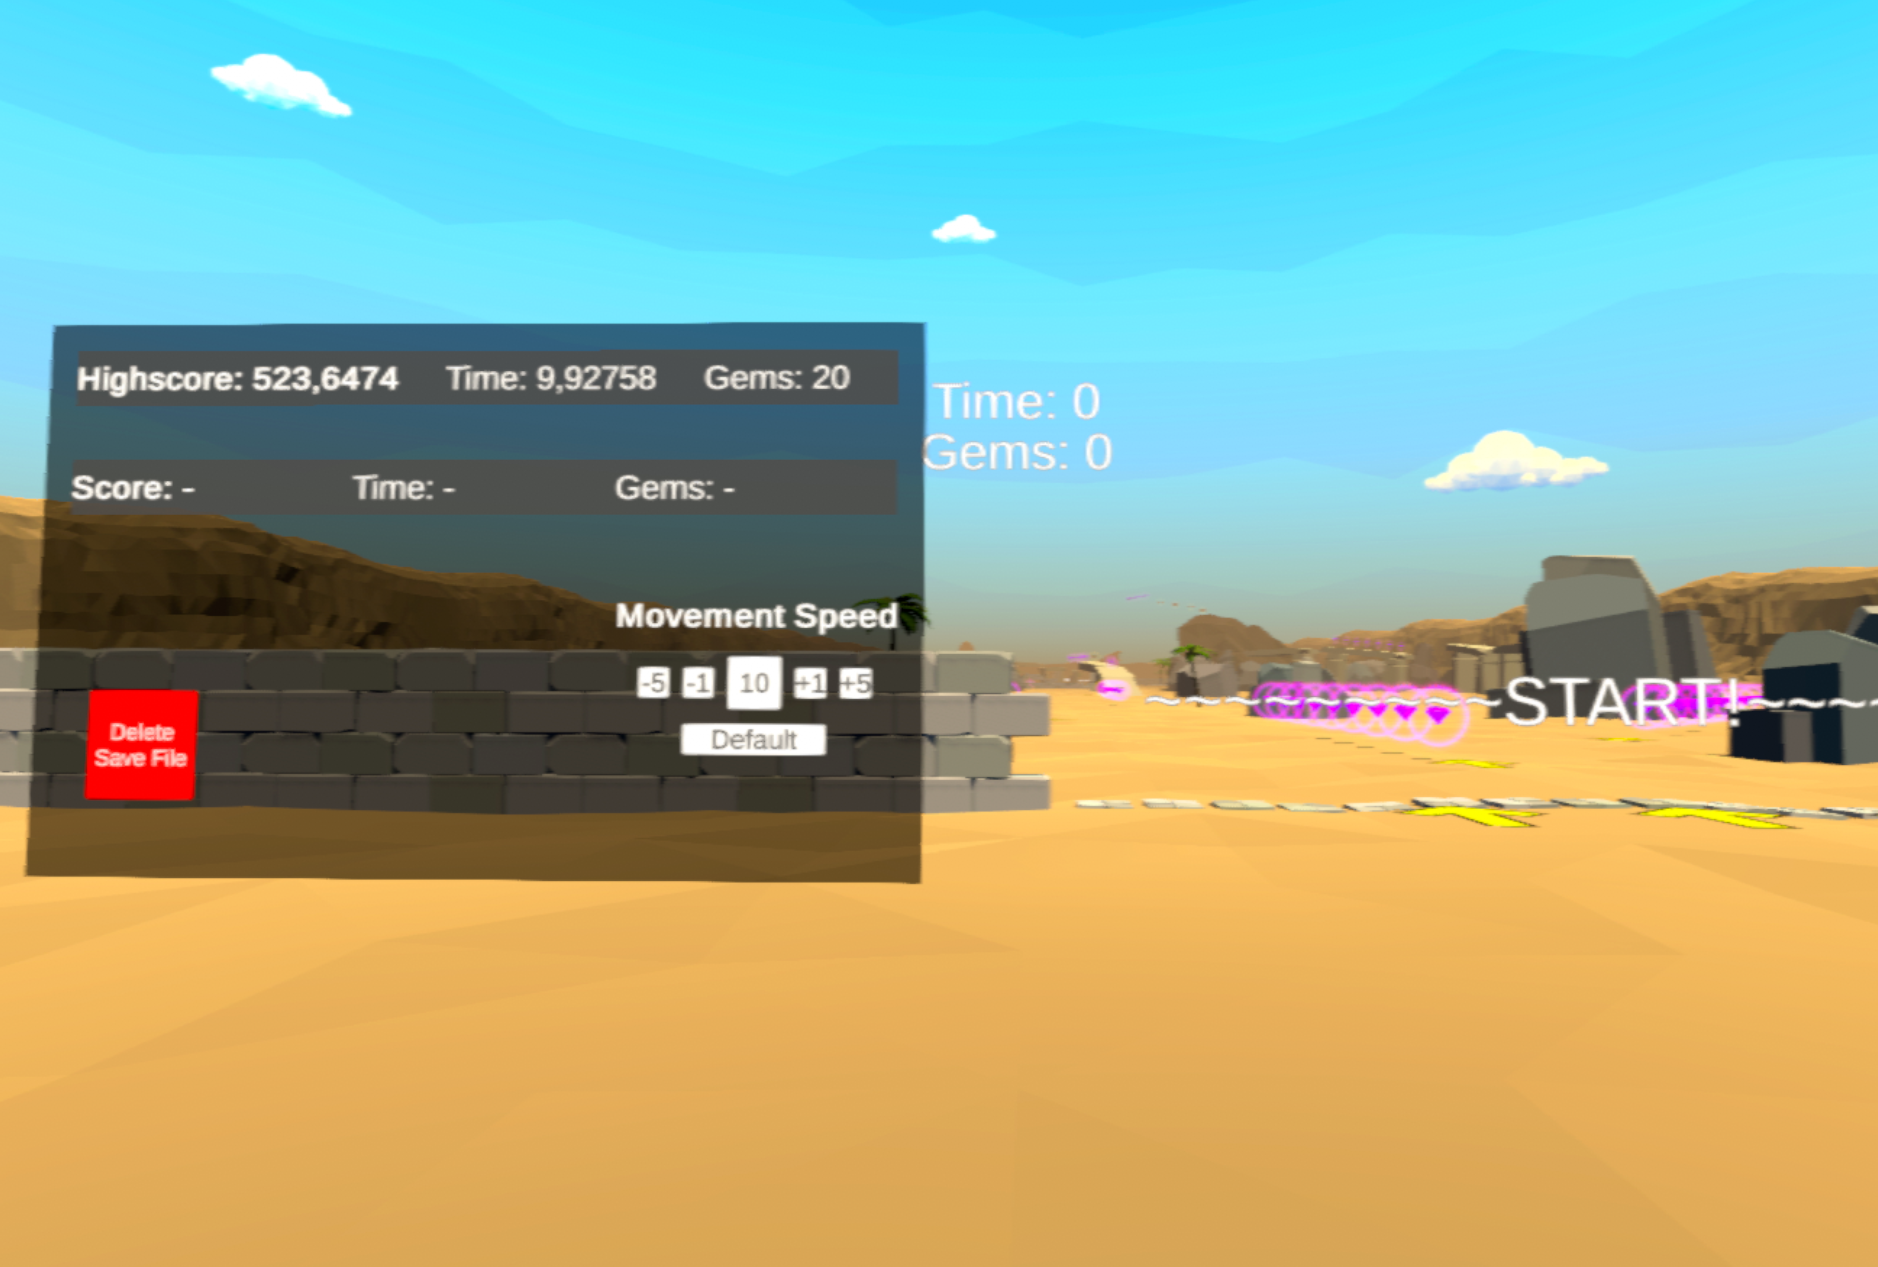 Highscore: 523,6474 Time: 9,92758 Gems: 20
Time: 0
Gems: 0
Score: - Time: - Gems: -
Movement Speed
-5 -1 10 +1 +5
Default
Delete
Save File
~~~~~~~~START!~~~~~